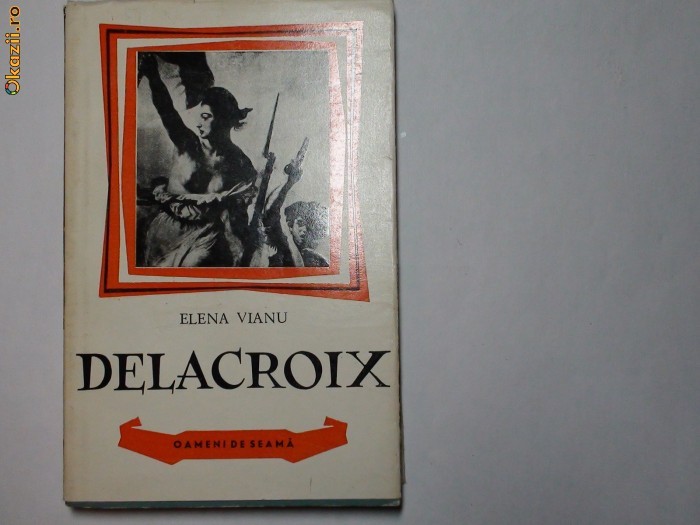 Okazii.ro
ELENA VIANU
DELACROIX
OAMENI DE SEAMĂ